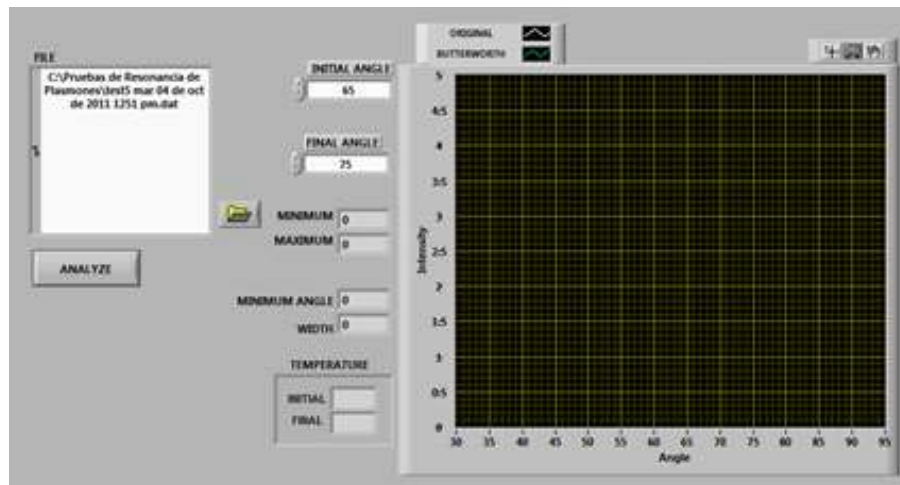 FILE
C:\Pruebas de Resonancia de
Plasmones\test5 mar 04 de oct
de 2011 1251 pm.dat
ANALYZE
INITIAL ANGLE
65
FINAL ANGLE
75
MINIMUM 0
MAXIMUM 0
MINIMUM ANGLE 0
WIDTH 0
TEMPERATURE
INITIAL
FINAL
ORIGINAL
BUTTERWORTH
Intensity
5
4.5
4
3.5
3
2.5
2
1.5
1
0.5
0
30 35 40 45 50 55 60 65 70 75 80 85 90 95
Angle